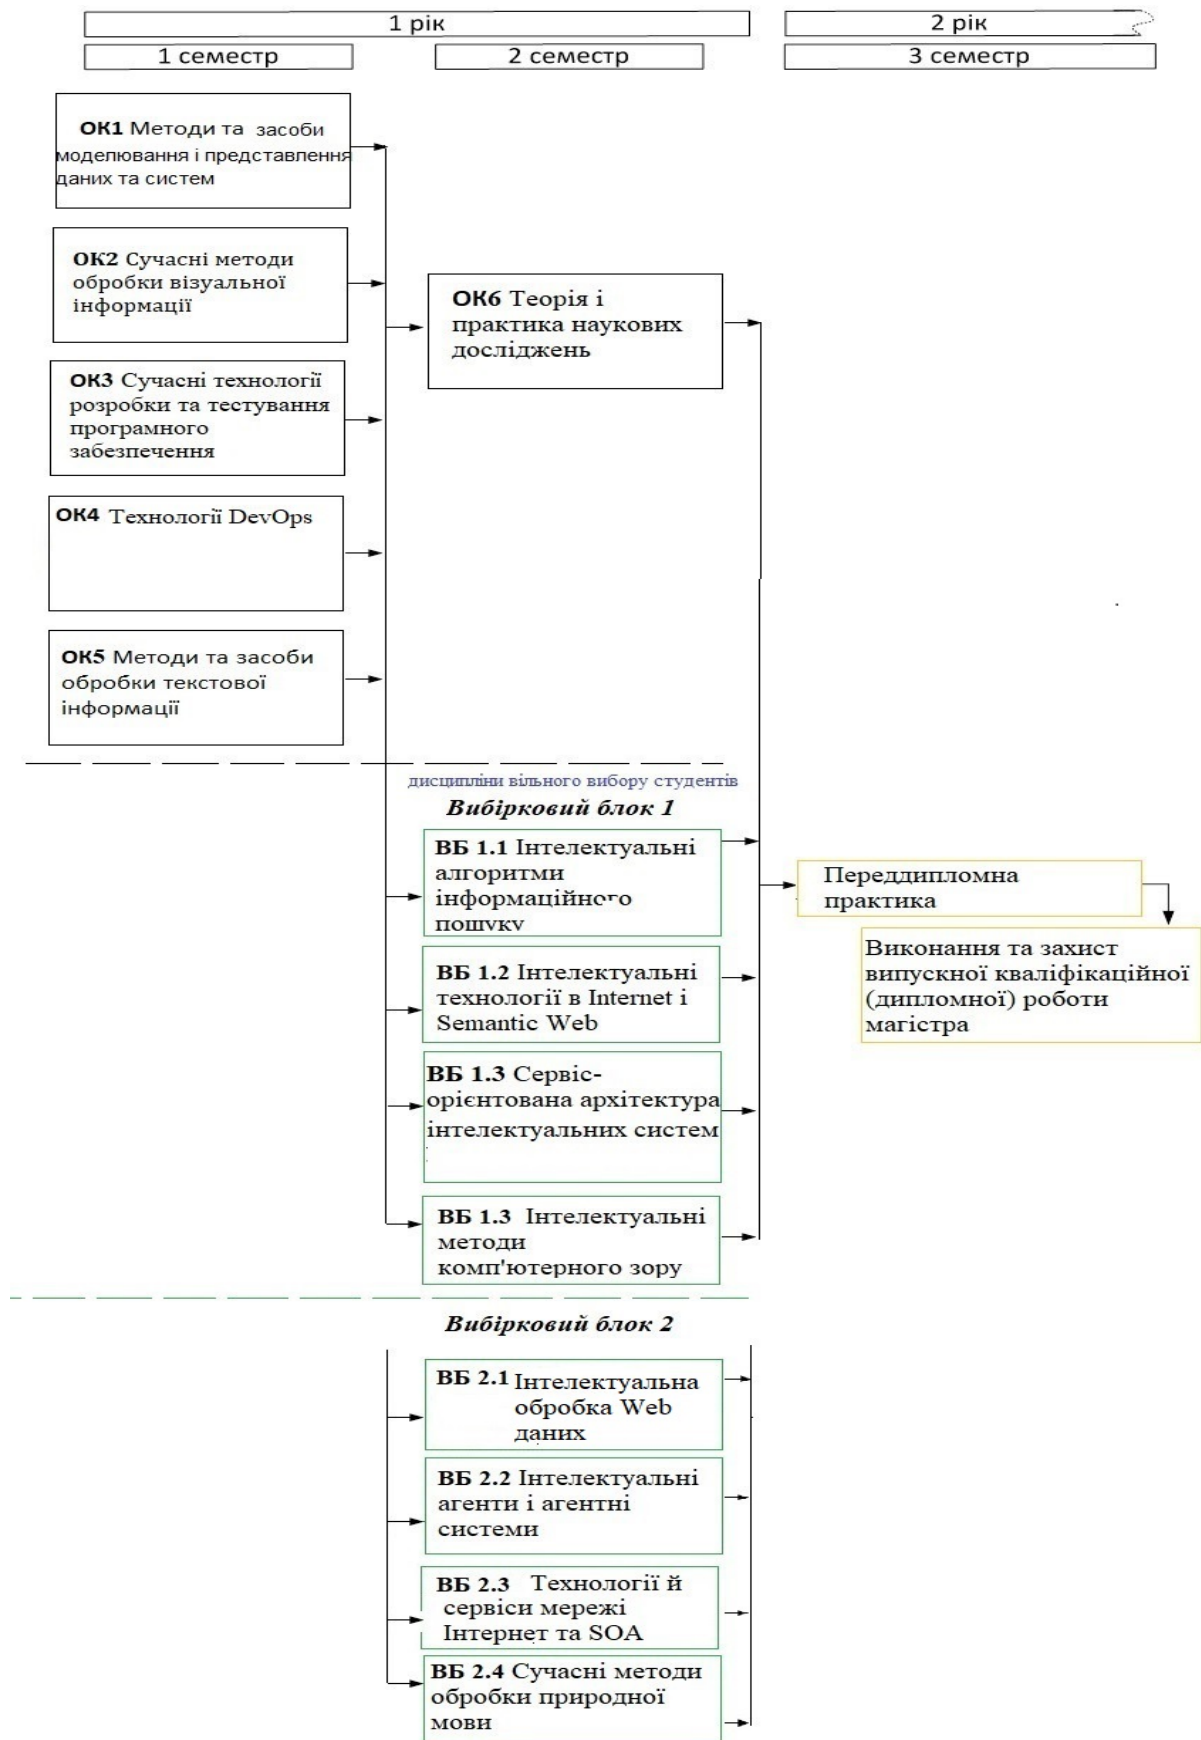 1 рік
2 рік
1 семестр
2 семестр
3 семестр
ОК1 Методи та засоби
моделювання і представлення
даних та систем
ОК2 Сучасні методи
обробки візуальної
інформації
ОК3 Сучасні технології
розробки та тестування
програмного
забезпечення
ОК4 Технології DevOps
ОК5 Методи та засоби
обробки текстової
інформації
ОК6 Теорія і
практика наукових
досліджень
дисципліни вільного вибору студентів
Вибірковий блок 1
ВБ 1.1 Інтелектуальні
алгоритми
інформаційного
пошуку
ВБ 1.2 Інтелектуальні
технології в Internet і
Semantic Web
ВБ 1.3 Сервіс-
орієнтована архітектура
інтелектуальних систем
ВБ 1.3 Інтелектуальні
методи
комп'ютерного зору
Переддипломна
практика
Виконання та захист
випускної кваліфікаційної
(дипломної) роботи
магістра
Вибірковий блок 2
ВБ 2.1 Інтелектуальна
обробка Web
даних
ВБ 2.2 Інтелектуальні
агенти і агентні
системи
ВБ 2.3 Технології й
сервіси мережі
Інтернет та SOA
ВБ 2.4 Сучасні методи
обробки природної
мови